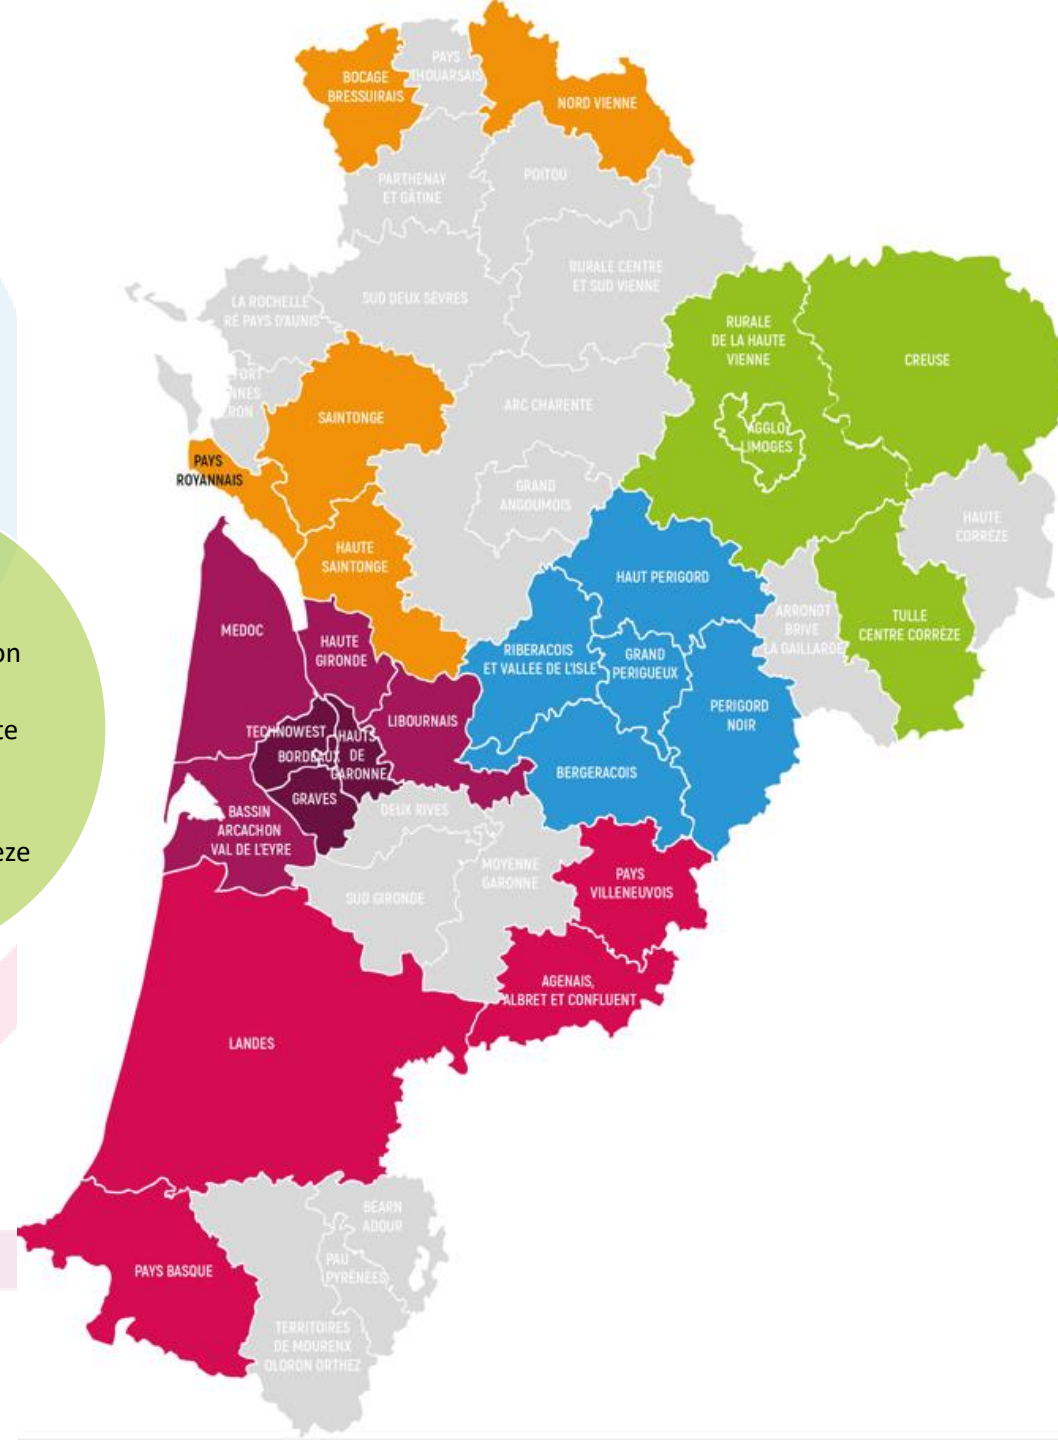 PAYS
THOUARSAIS
BOCAGE
BRESSUIRAIS
NORD VIENNE
PARTHENAY
ET GÂTINE
POITOU
RURALE CENTRE
ET SUD VIENNE
LA ROCHELLE
RÉ PAYS D'AUNIS
SUD DEUX SÈVRES
RURALE
DE LA HAUTE
VIENNE
CREUSE
FORT
NNES
RON
SAINTONGE
ARC CHARENTE
AGGLO
LIMOGES
PAYS
ROYANNAIS
GRAND
ANGOUMOIS
HAUTE
CORRÈZE
HAUTE
SAINTONGE
HAUT PERIGORD
ARRONDT
BRIVE
LA GAILLARDE
TULLE
CENTRE CORRÈZE
MEDOC
HAUTE
GIRONDE
RIBERACOIS
ET VALLEE DE L'ISLE
GRAND
PERIGUEUX
on
PERIGORD
NOIR
LIBOURNAIS
TECHNOWEST
te
BORDEAUX
HAUTS
DE
GARONNE
BERGERACOIS
GRAVES
DEUX RIVES
BASSIN
ARCACHON
VAL DE L'EYRE
eze
MOYENNE
GARONNE
PAYS
VILLENEUVOIS
SUD GIRONDE
AGENAIS,
ALBRET ET CONFLUENT
LANDES
BÉARN
ADOUR
PAU
PYRÉNÉES
PAYS BASQUE
TERRITOIRES
DE MOURENX
OLORON ORTHEZ